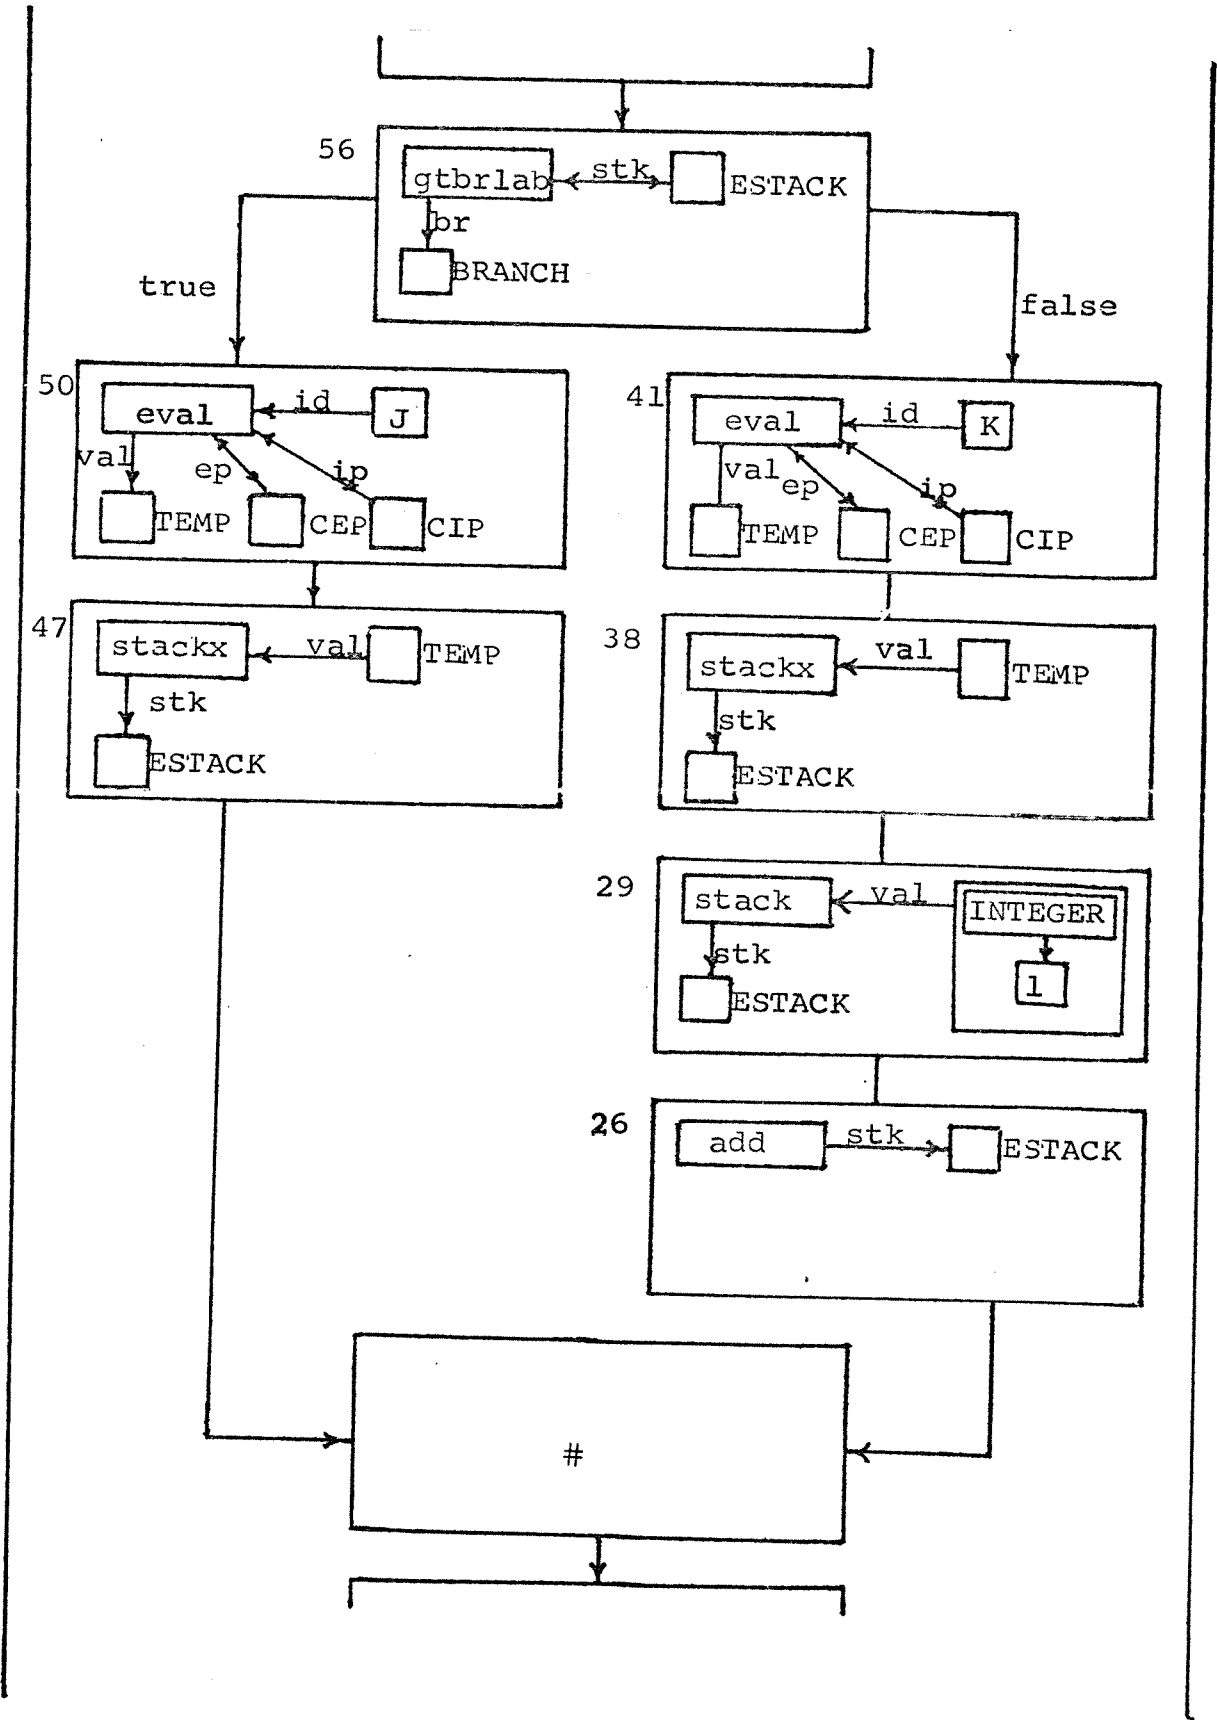 56
gtbrlab stk ESTACK
br
BRANCH
true
false
50
eval id J
val ep ip
TEMP CEP CIP
41
eval id K
val ep ip
TEMP CEP CIP
47
stackx val TEMP
stk
ESTACK
38
stackx val TEMP
stk
ESTACK
29
stack val INTEGER
stk
1
ESTACK
26
add stk ESTACK
#